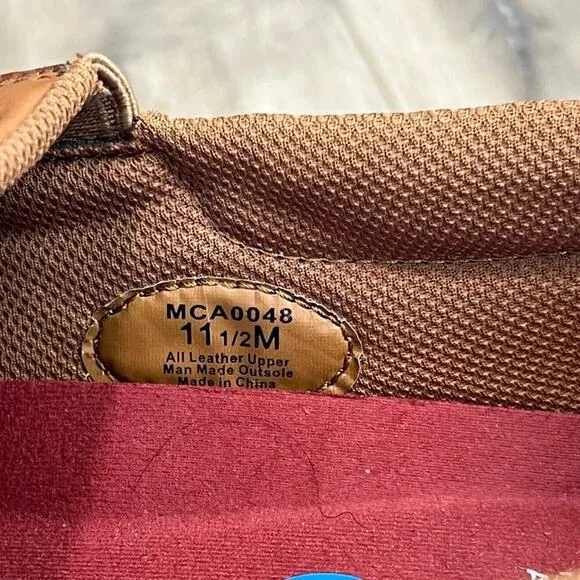 MCA0048
11 1/2M
All Leather Upper
Man Made Outsole
Made in China